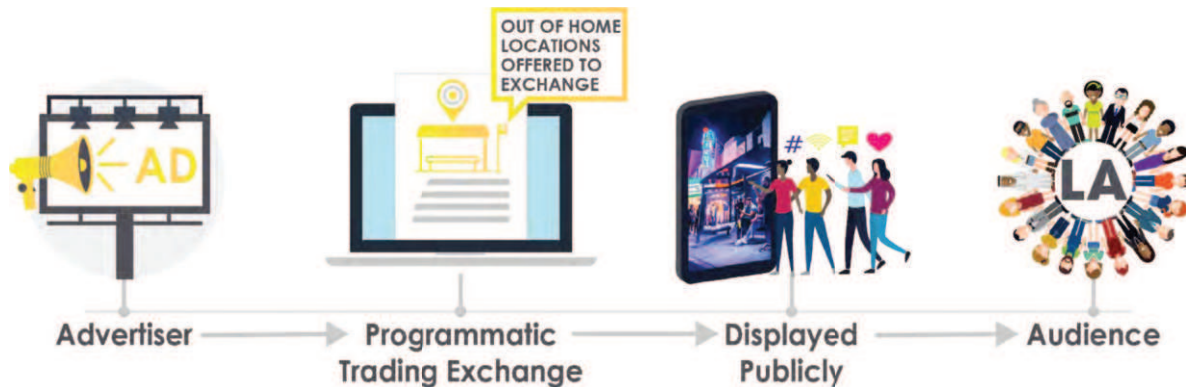 OUT OF HOME
LOCATIONS
OFFERED TO
EXCHANGE
AD
#
LA
Advertiser
Programmatic
Trading Exchange
Displayed
Publicly
Audience